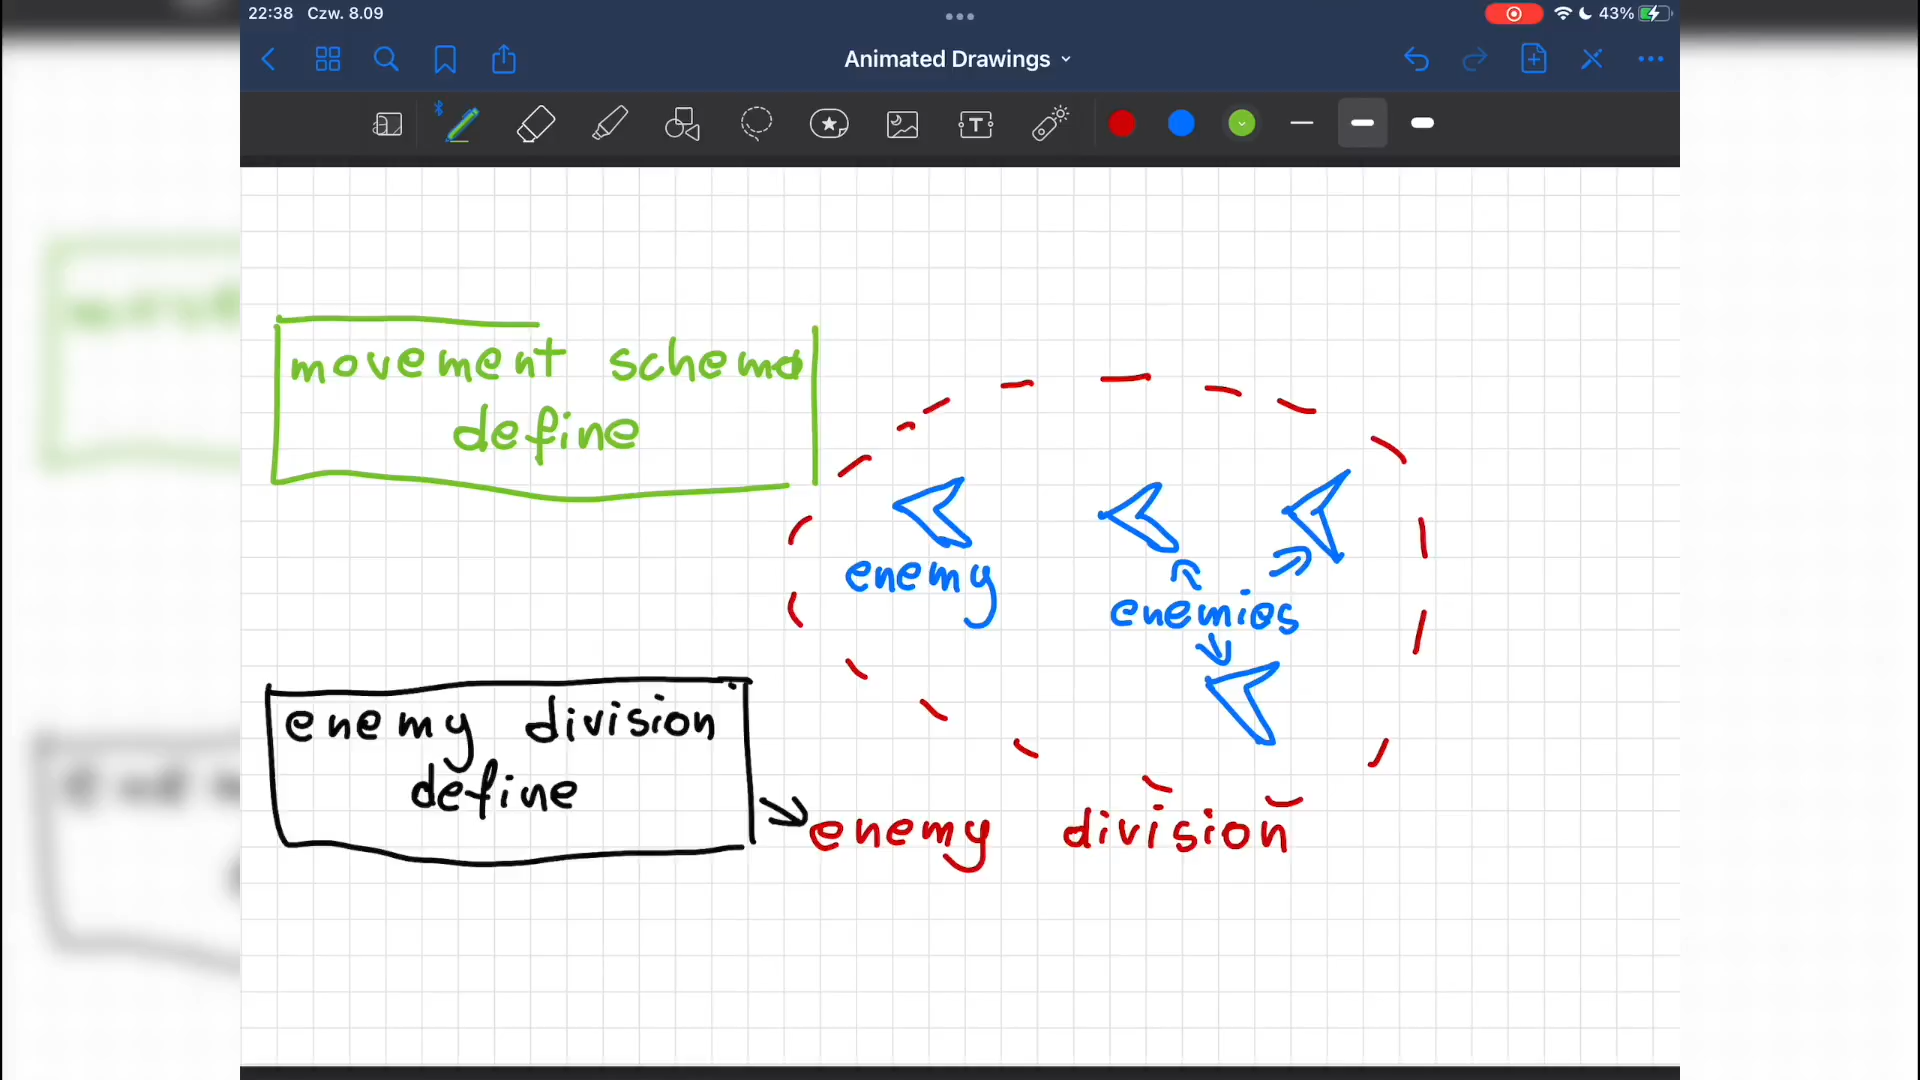 22:38 Czw. 8.09
43%
Animated Drawings
T
movement schema
define
enemy
enemies
enemy division
define
enemy division